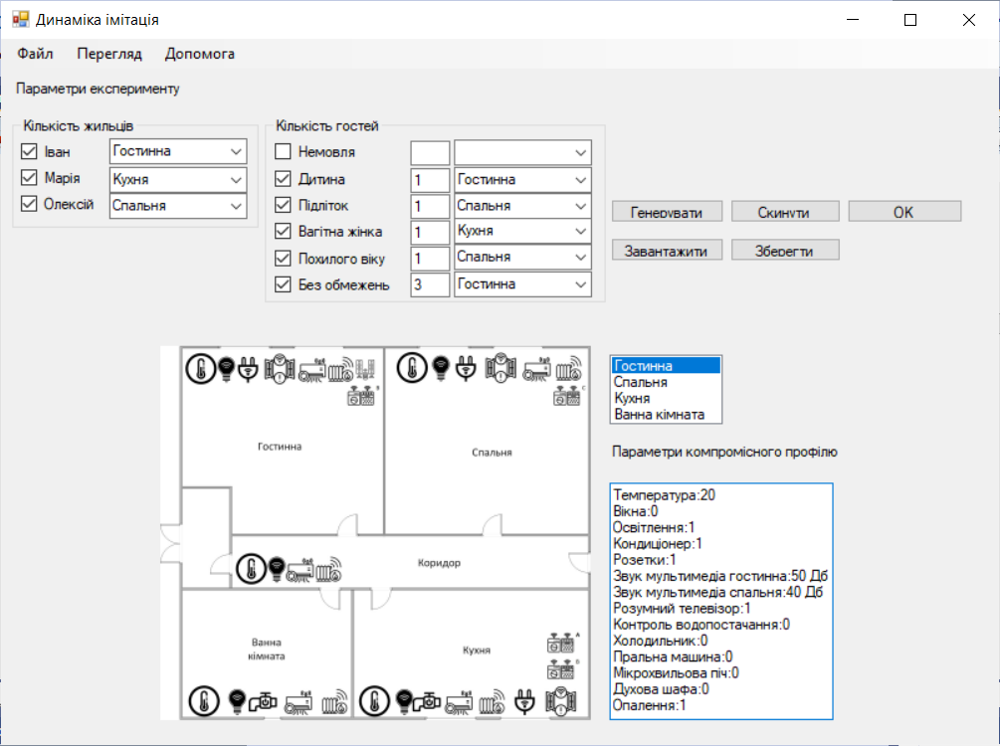 Динаміка імітація
Файл Перегляд Допомога
Параметри експерименту
Кількість жильців
Іван Гостинна
Марія Кухня
Олексій Спальня
Кількість гостей
Немовля
Дитина 1 Гостинна
Підліток 1 Спальня
Вагітна жінка 1 Кухня
Похилого віку 1 Спальня
Без обмежень 3 Гостинна
Генерувати Скинути OK
Завантажити Зберегти
Гостинна
Спальня
Коридор
Ванна
кімната
Кухня
Гостинна
Спальня
Кухня
Ванна кімната
Параметри компромісного профілю
Температура:20
Вікна:0
Освітлення:1
Кондиціонер:1
Розетки:1
Звук мультимедіа гостинна:50 Дб
Звук мультимедіа спальня:40 Дб
Розумний телевізор:1
Контроль водопостачання:0
Холодильник:0
Пральна машина:0
Мікрохвильова піч:0
Духова шафа:0
Опалення:1